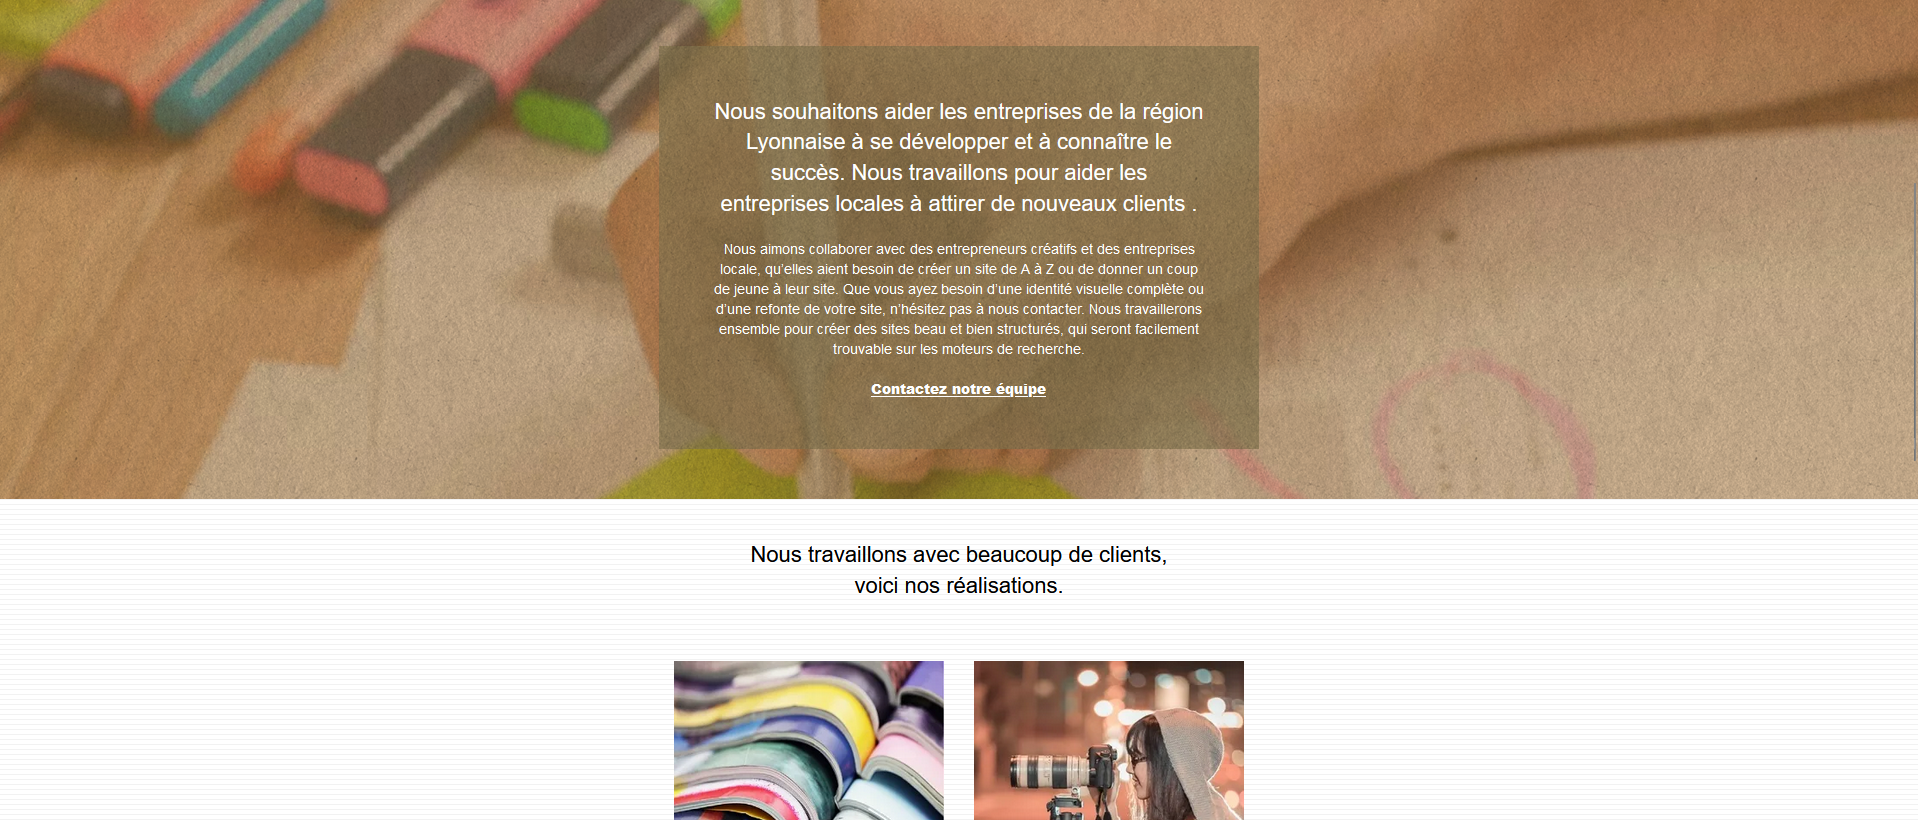 Nous souhaitons aider les entreprises de la région
Lyonnaise à se développer et à connaître le
succès. Nous travaillons pour aider les
entreprises locales à attirer de nouveaux clients .
Nous aimons collaborer avec des entrepreneurs créatifs et des entreprises
locale, qu’elles aient besoin de créer un site de A à Z ou de donner un coup
de jeune à leur site. Que vous ayez besoin d’une identité visuelle complète ou
d’une refonte de votre site, n’hésitez pas à nous contacter. Nous travaillerons
ensemble pour créer des sites beau et bien structurés, qui seront facilement
trouvable sur les moteurs de recherche.
Contactez notre équipe
Nous travaillons avec beaucoup de clients,
voici nos réalisations.